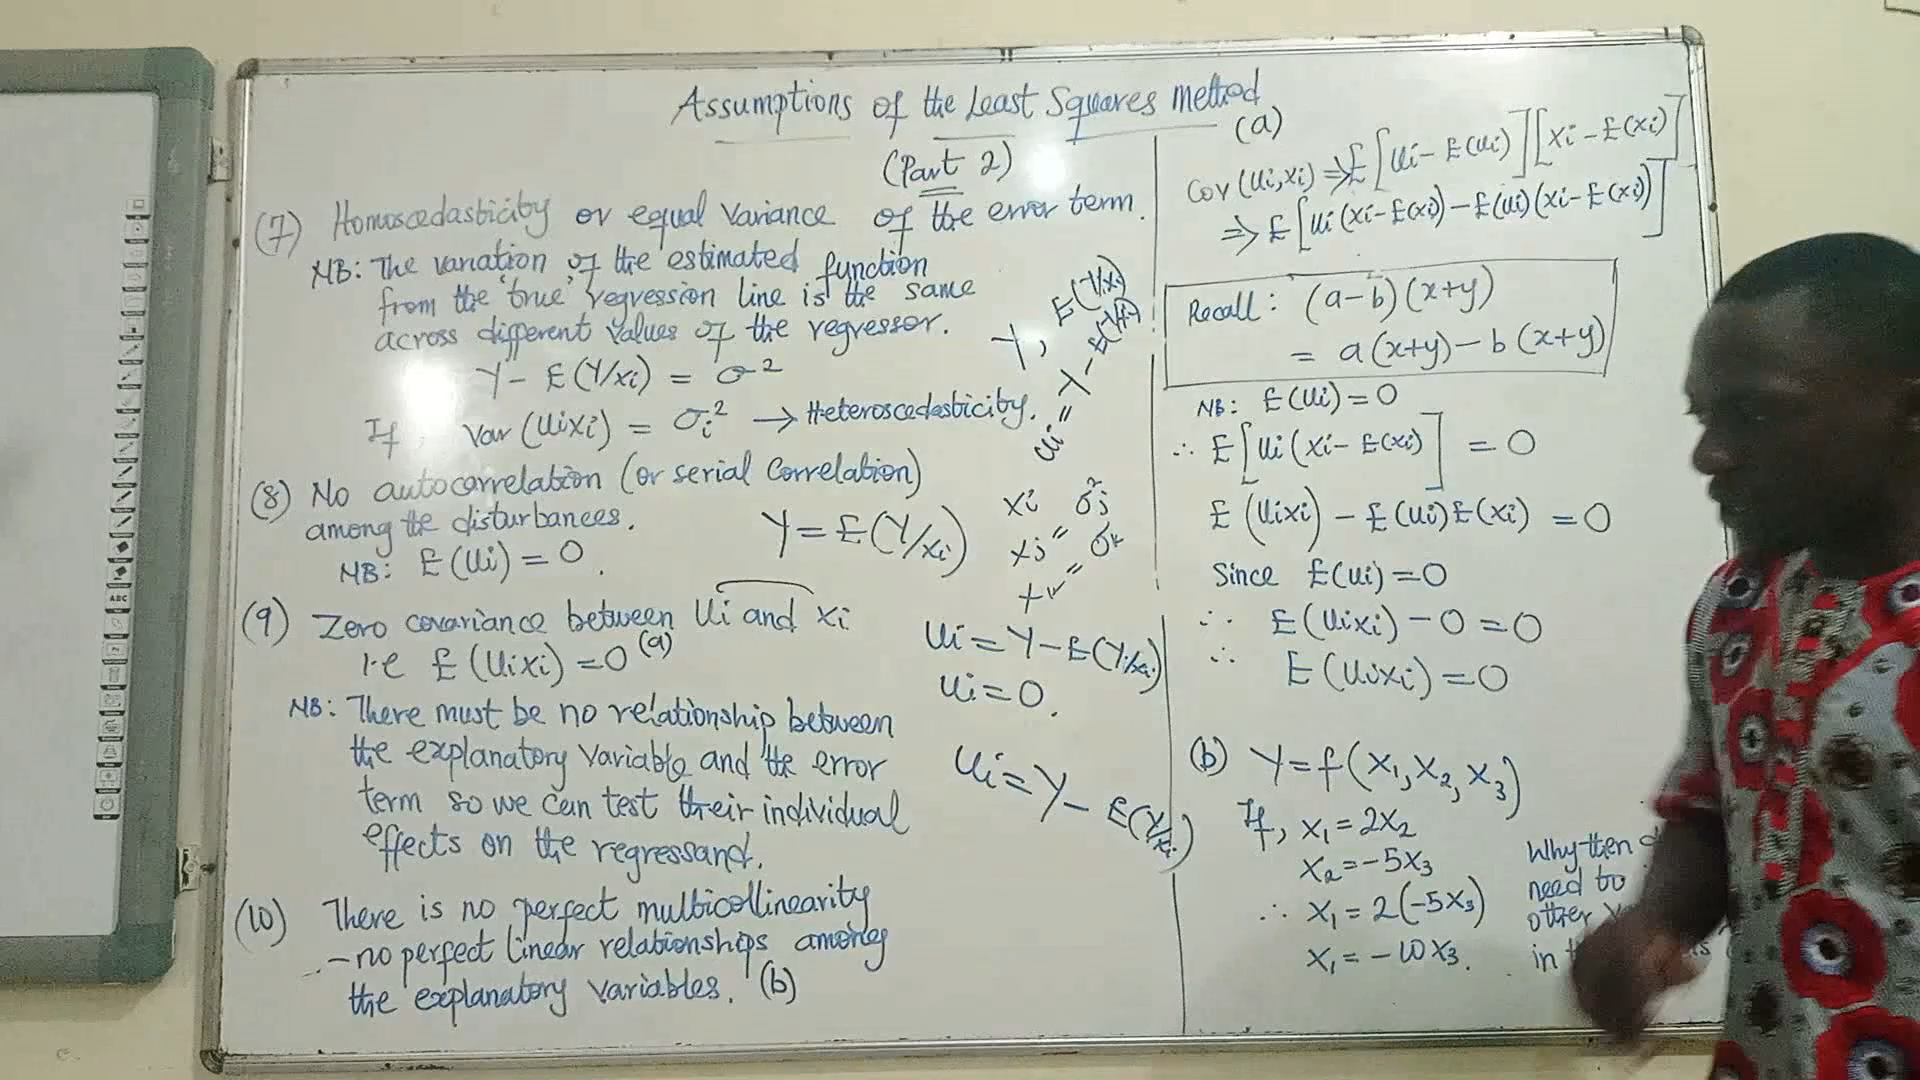 Assumptions of the Least Squares method
(Part 2)
(7) Homoscedasticity or equal variance of the error term.
NB: The variation of the estimated function
from the 'true' regression line is the same
across different values of the regressor.
Y - E(Y/xi) = σ²
If, Var (Uixi) = σi² → Heteroscedasticity.
(8) No autocorrelation (or serial Correlation)
among the disturbances.
NB: E(Ui) = 0.
(9) Zero covariance between Ui and xi
i.e E(Uixi) = 0 (a)
NB: There must be no relationship between
the explanatory variable and the error
term so we can test their individual
effects on the regressand.
(10) There is no perfect multicollinearity
- no perfect linear relationships among
the explanatory variables. (b)
Y, E(Y/xi)
Ui = Y - E(Y/xi)
Y = E(Y/xi)
xi
xj
Ui = Y - E(Y/xi)
Ui = 0.
Ui = Y - E(Y/xi)
(a)
Cov (Ui,xi) ⇒ E[Ui - E(Ui)][xi - E(xi)]
⇒ E[Ui(xi - E(xi) - E(Ui)(xi - E(xi)]
Recall: (a-b)(x+y)
= a(x+y) - b(x+y)
NB: E(Ui) = 0
∴ E[Ui(xi - E(xi)] = 0
E(Uixi) - E(Ui)E(xi) = 0
Since E(Ui) = 0
∴ E(Uixi) - 0 = 0
∴ E(Uixi) = 0
(b) Y = f(X₁, X₂, X₃)
If, X₁ = 2X₂
X₂ = -5X₃
∴ X₁ = 2(-5X₃)
X₁ = -10X₃.
Why then
need to
other
in
ABC